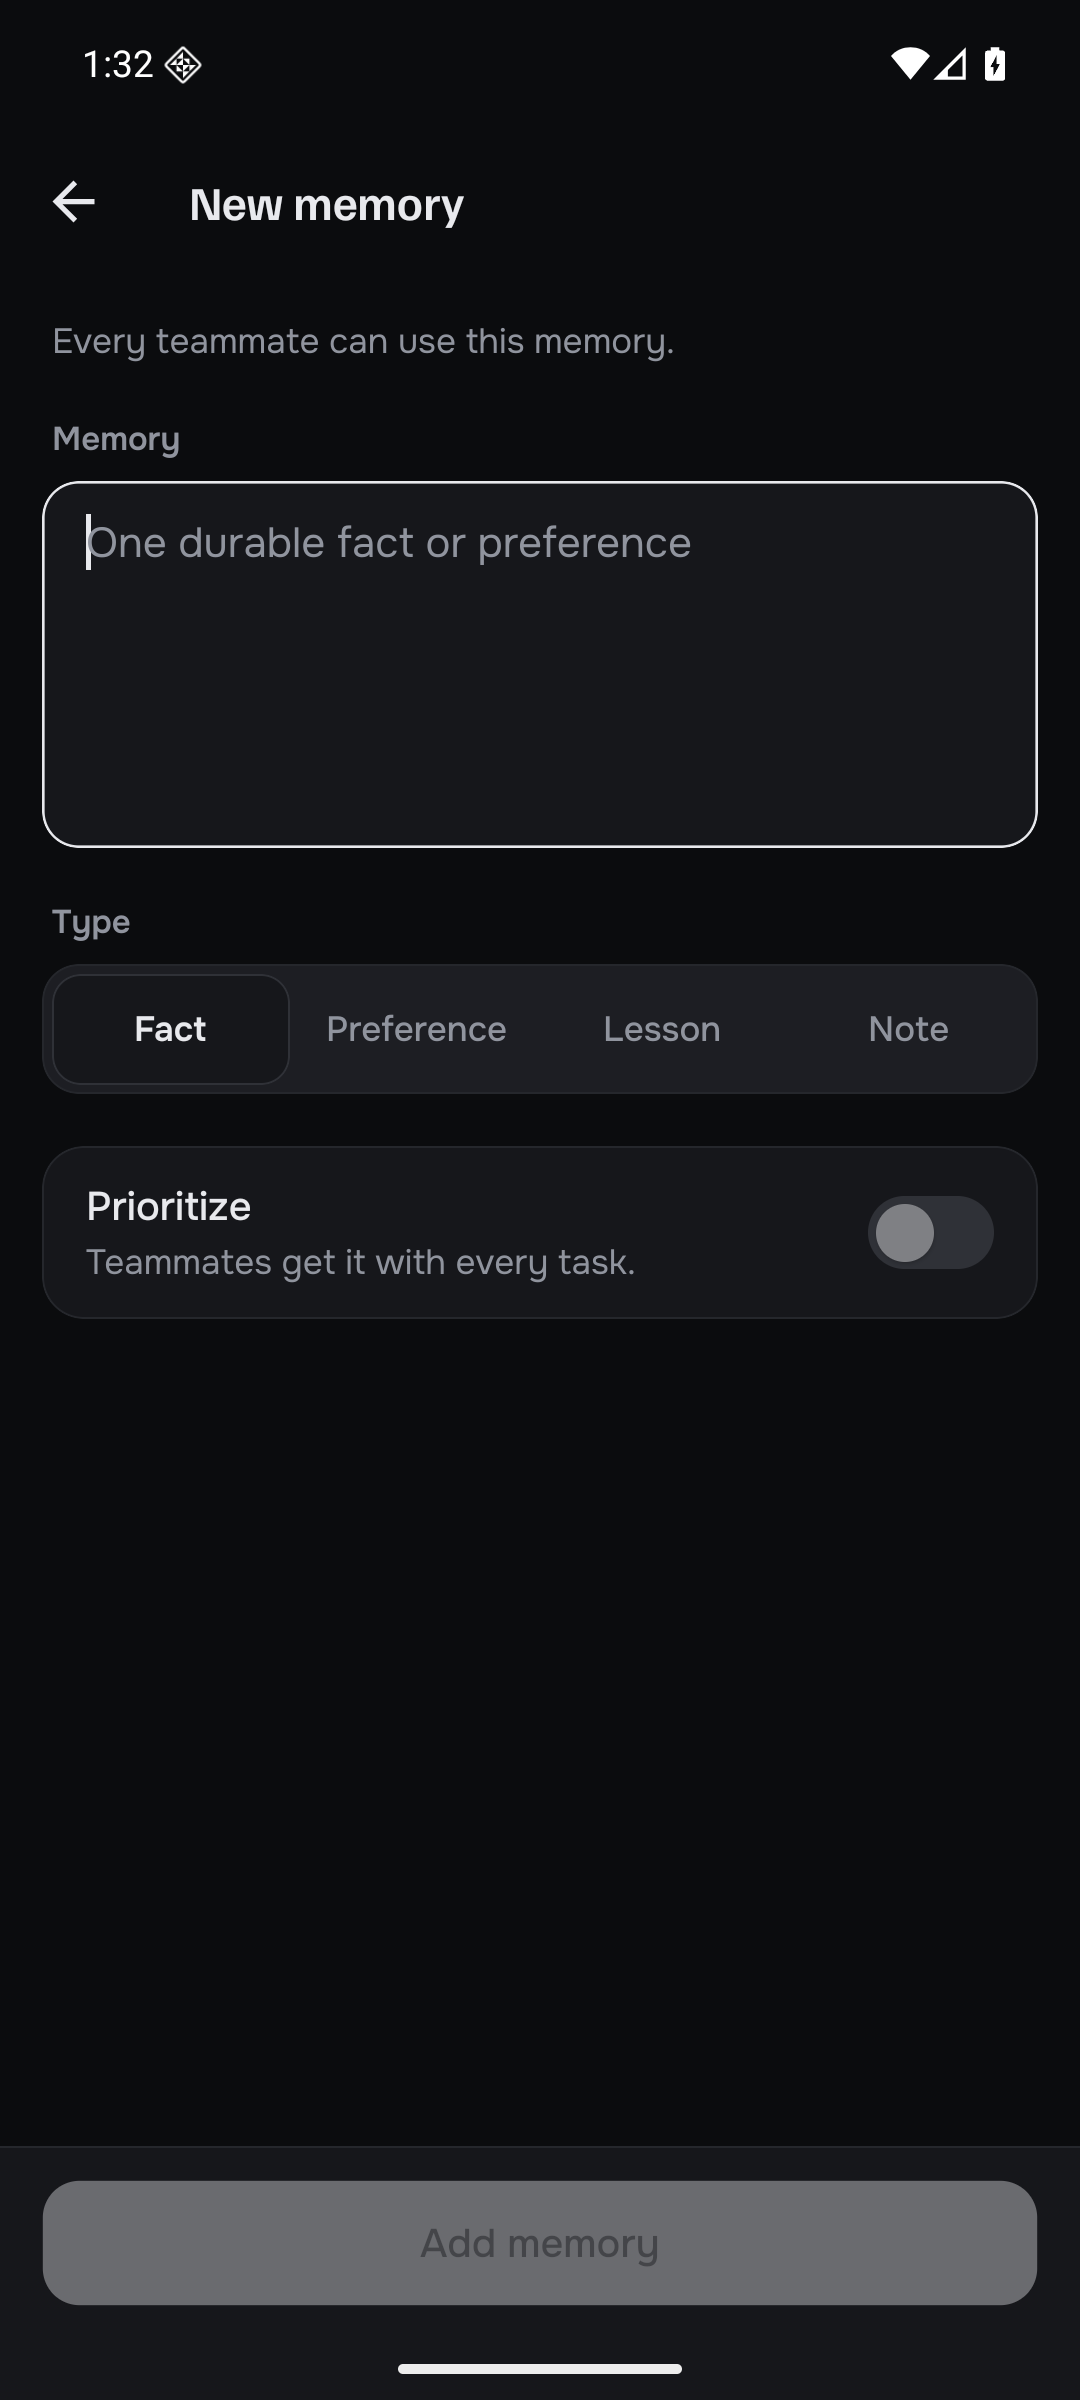 1:32
New memory
Every teammate can use this memory.
Memory
One durable fact or preference
Type
Fact Preference Lesson Note
Prioritize
Teammates get it with every task.
Add memory